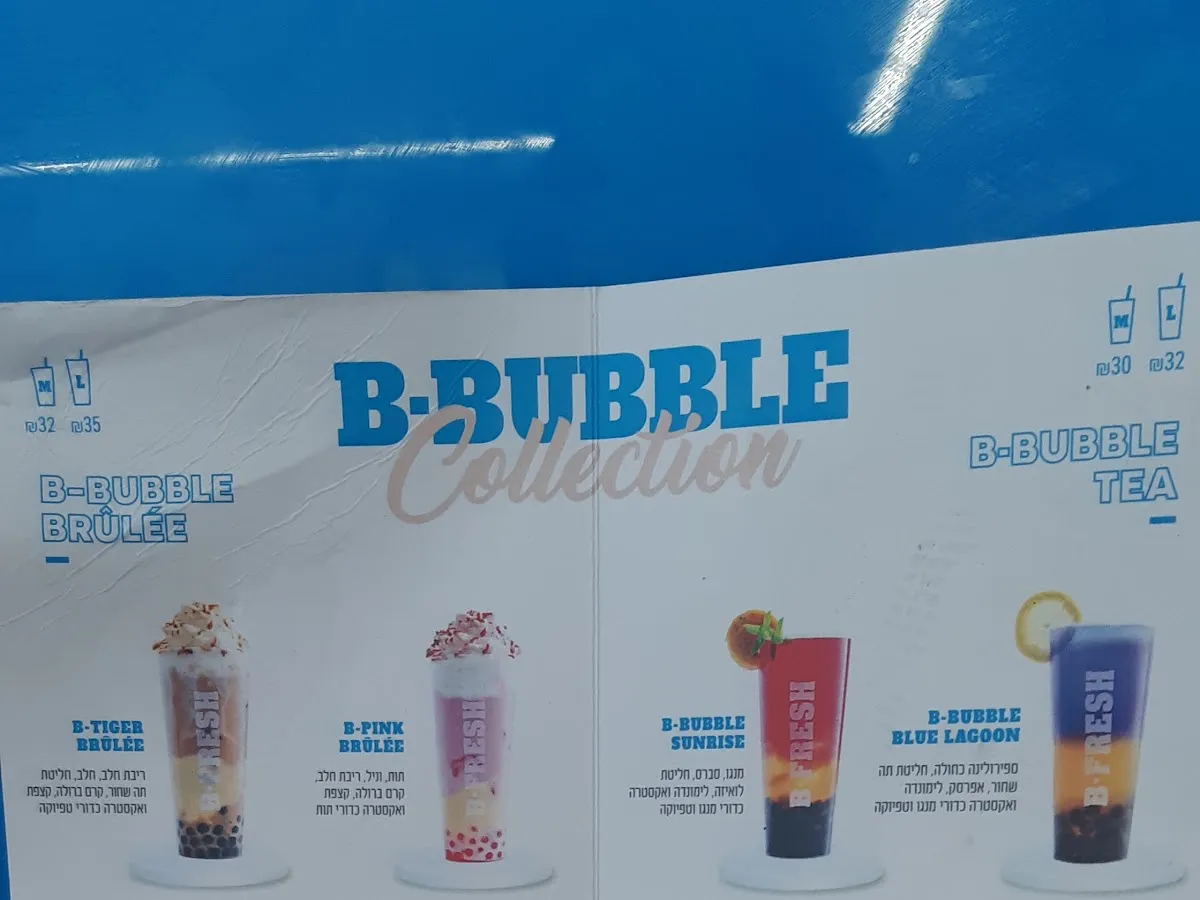 B-BUBBLE
Collection
M L
₪32 ₪35
B-BUBBLE
BRÛLÉE
M L
₪30 ₪32
B-BUBBLE
TEA
B-TIGER
BRÛLÉE
ריבת חלב, חלב, חליטת
תה שחור, קרם ברולה, קצפת
ואקסטרה כדורי טפיוקה
B·FRESH
B-PINK
BRÛLÉE
תות, וניל, ריבת חלב,
קרם ברולה, קצפת
ואקסטרה כדורי תות
B·FRESH
B-BUBBLE
SUNRISE
מנגו, סברס, חליטת
לואיזה, לימונדה ואקסטרה
כדורי מנגו וטפיוקה
B·FRESH
B-BUBBLE
BLUE LAGOON
ספירולינה כחולה, חליטת תה
שחור, אפרסק, לימונדה
ואקסטרה כדורי מנגו וטפיוקה
B·FRESH